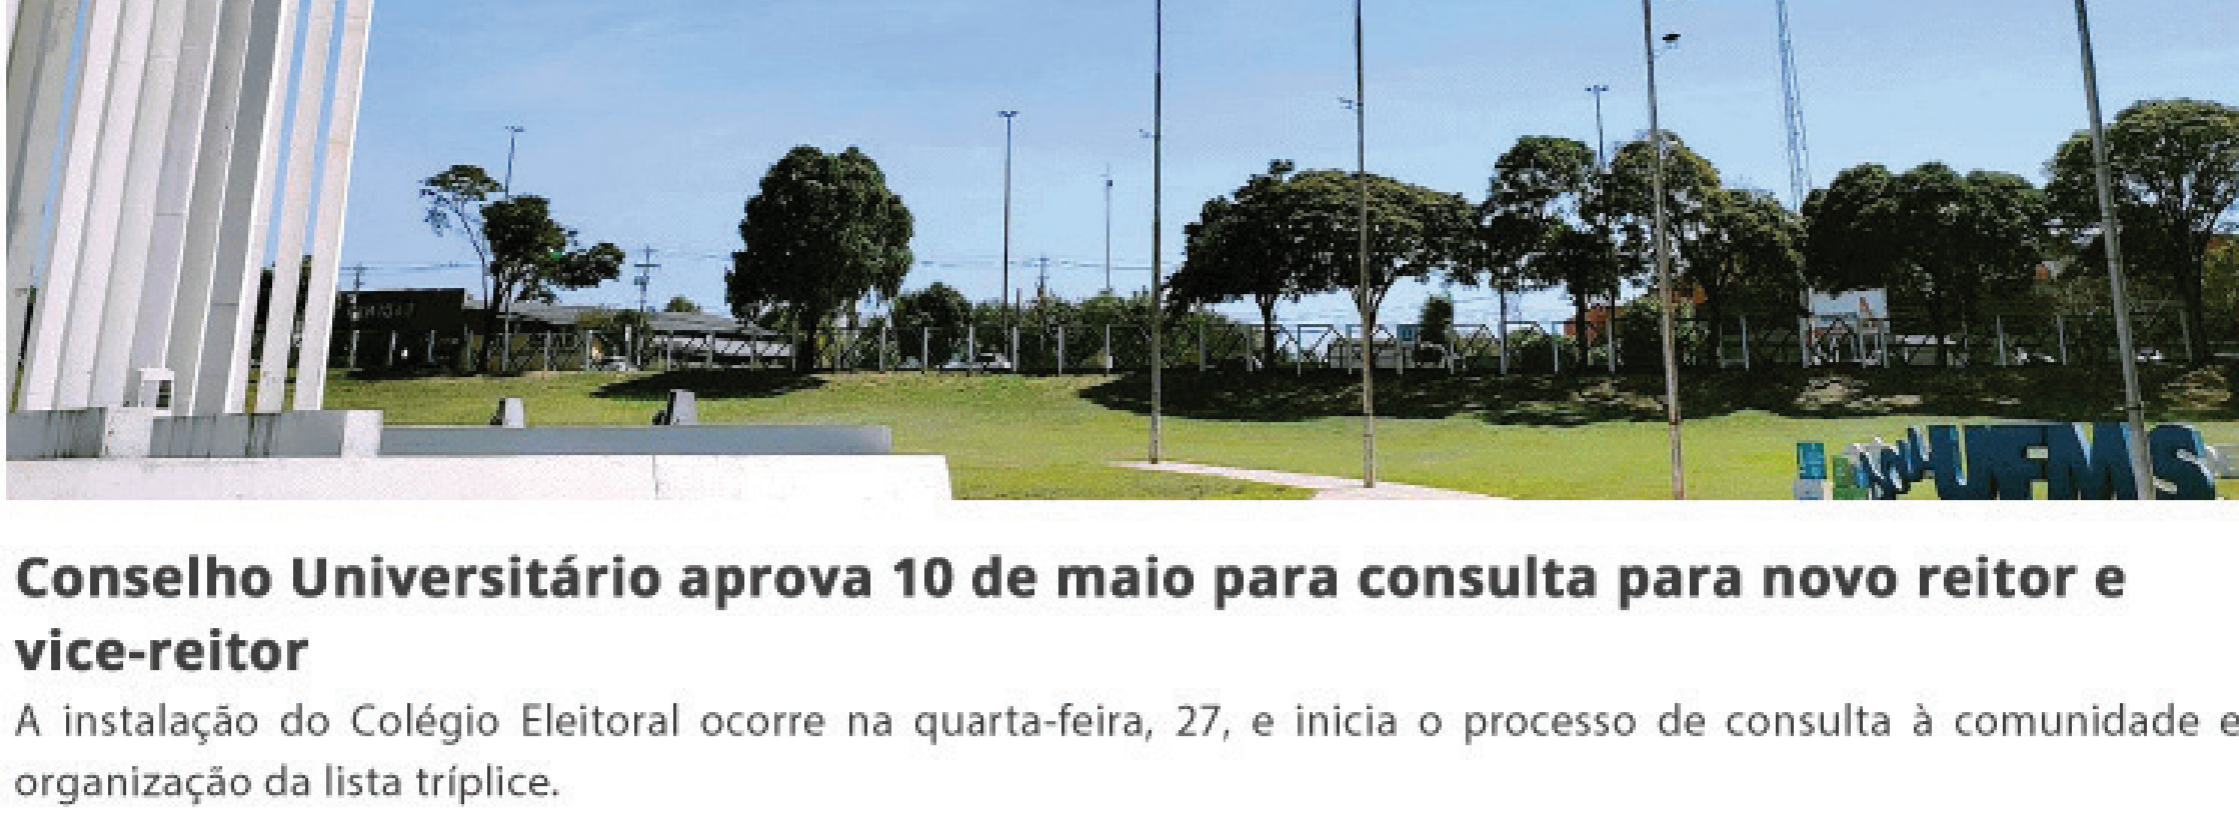 souUFMS
Conselho Universitário aprova 10 de maio para consulta para novo reitor e
vice-reitor
A instalação do Colégio Eleitoral ocorre na quarta-feira, 27, e inicia o processo de consulta à comunidade e
organização da lista tríplice.